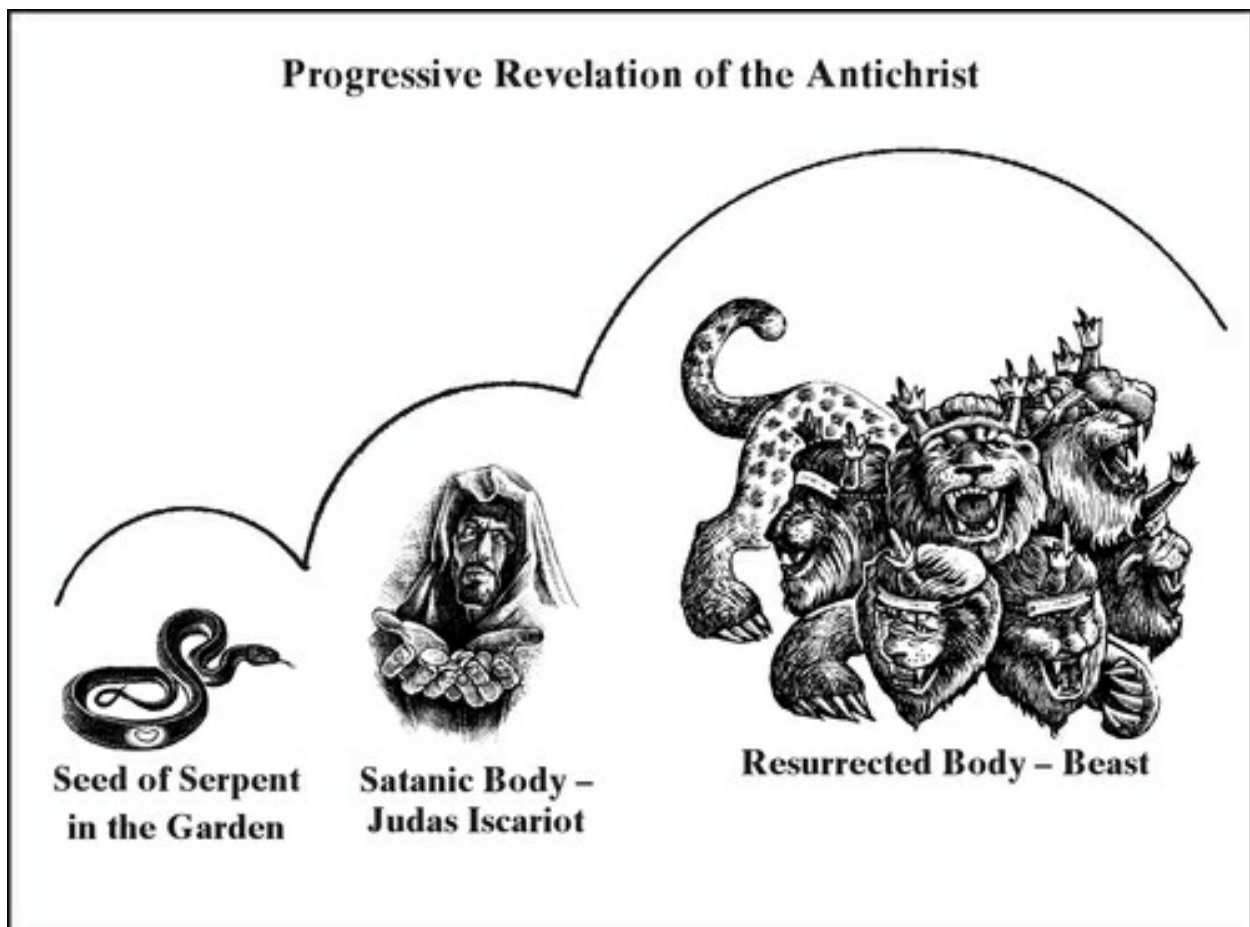 Progressive Revelation of the Antichrist
Seed of Serpent
in the Garden
Satanic Body –
Judas Iscariot
Resurrected Body – Beast